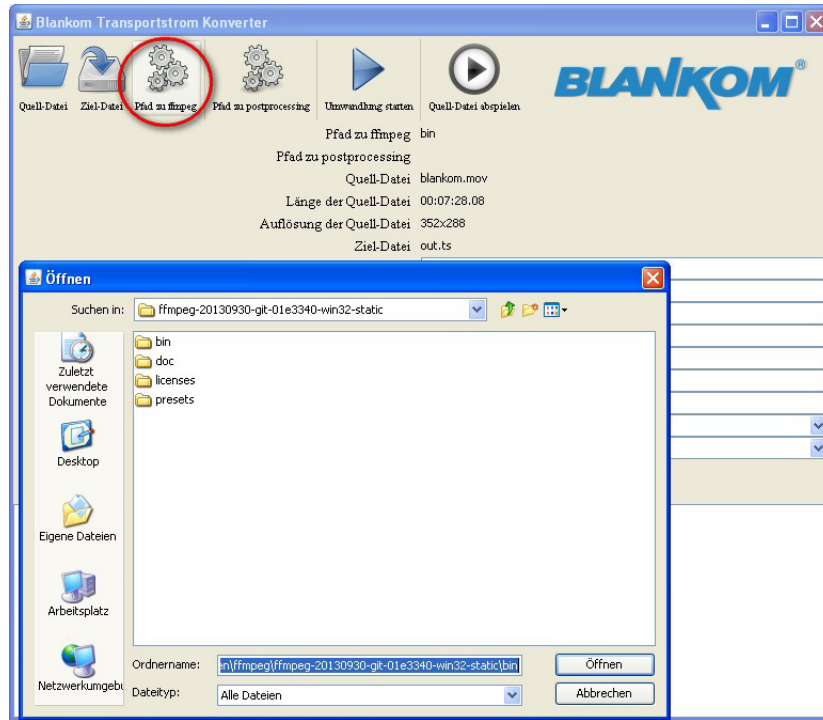 Blankom Transportstrom Konverter
Quell-Datei Ziel-Datei Pfad zu ffmpeg Pfad zu postprocessing Umwandlung starten Quell-Datei abspielen
BLANKOM®
Pfad zu ffmpeg bin
Pfad zu postprocessing
Quell-Datei blankom.mov
Länge der Quell-Datei 00:07:28.08
Auflösung der Quell-Datei 352x288
Ziel-Datei out.ts
Öffnen
Suchen in: ffmpeg-20130930-git-01e3340-win32-static
bin
doc
licenses
presets
Zuletzt
verwendete
Dokumente
Desktop
Eigene Dateien
Arbeitsplatz
Netzwerkumgebu
Ordnername: en\ffmpeg\ffmpeg-20130930-git-01e3340-win32-static\bin Öffnen
Dateityp: Alle Dateien Abbrechen